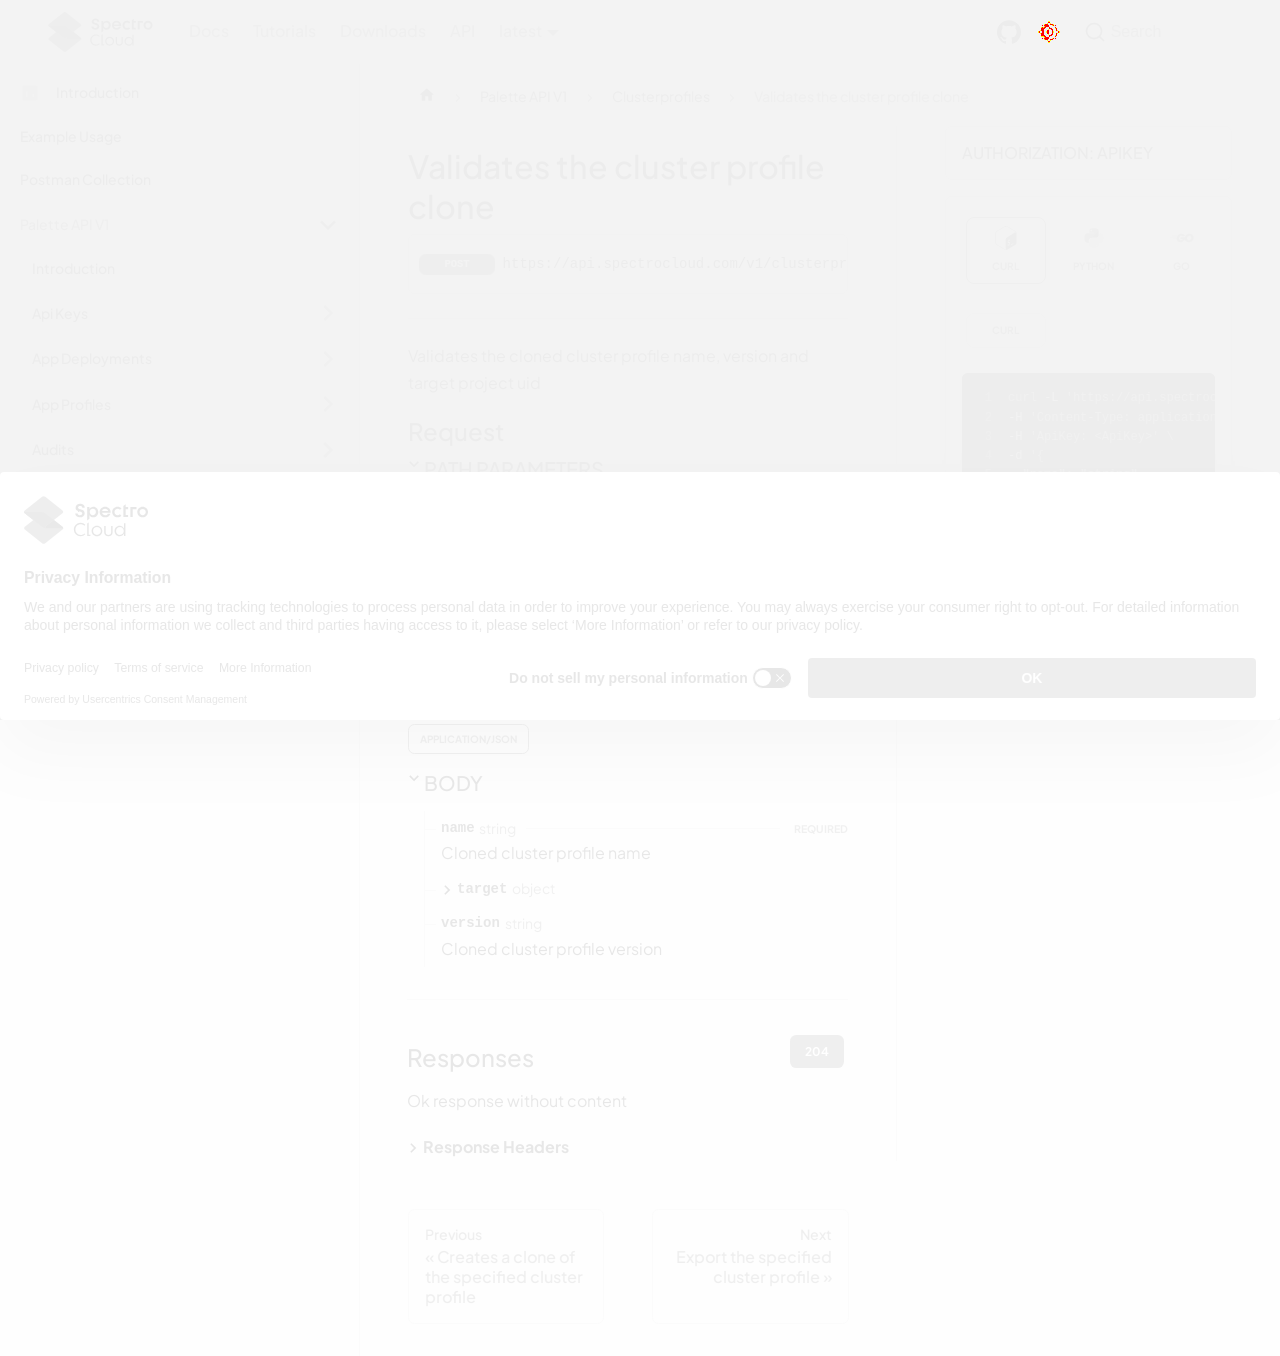 Spectro Cloud
Docs Tutorials Downloads API latest
Search
Introduction
Example Usage
Postman Collection
Palette API V1
Introduction
Api Keys
App Deployments
App Profiles
Audits
Palette API V1
Clusterprofiles
Validates the cluster profile clone
Validates the cluster profile
clone
POST
https://api.spectrocloud.com/v1/clusterpr
Validates the cloned cluster profile name, version and
target project uid
Request
PATH PARAMETERS
AUTHORIZATION: APIKEY
CURL
PYTHON
GO
CURL
Spectro
Cloud
Privacy Information
We and our partners are using tracking technologies to process personal data in order to improve your experience. You may always exercise your consumer right to opt-out. For detailed information
about personal information we collect and third parties having access to it, please select 'More Information' or refer to our privacy policy.
Privacy policy Terms of service More Information
Powered by Usercentrics Consent Management
Do not sell my personal information
OK
APPLICATION/JSON
BODY
name string REQUIRED
Cloned cluster profile name
target object
version string
Cloned cluster profile version
Responses
204
Ok response without content
Response Headers
Previous
« Creates a clone of
the specified cluster
profile
Next
Export the specified
cluster profile »